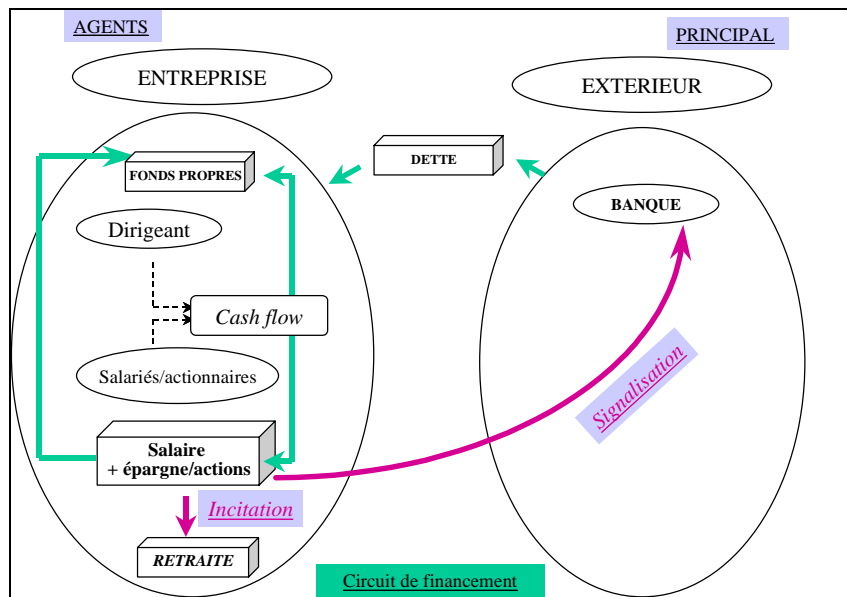 AGENTS
PRINCIPAL
ENTREPRISE
EXTERIEUR
FONDS PROPRES
DETTE
BANQUE
Dirigeant
Cash flow
Salariés/actionnaires
Signalisation
Salaire
+ épargne/actions
Incitation
RETRAITE
Circuit de financement